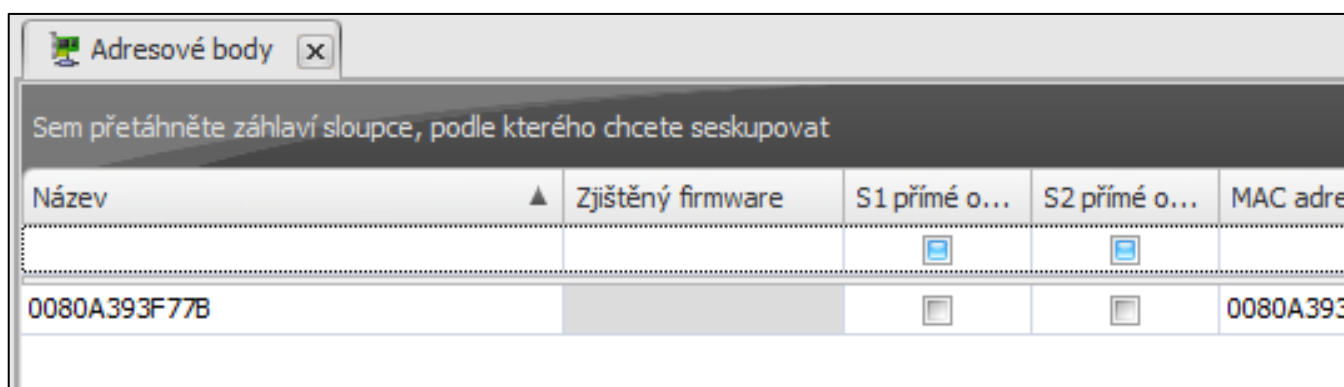 Adresové body
Sem přetáhněte záhlaví sloupce, podle kterého chcete seskupovat
Název Zjištěný firmware S1 přímé o... S2 přímé o... MAC adre
0080A393F77B 0080A393